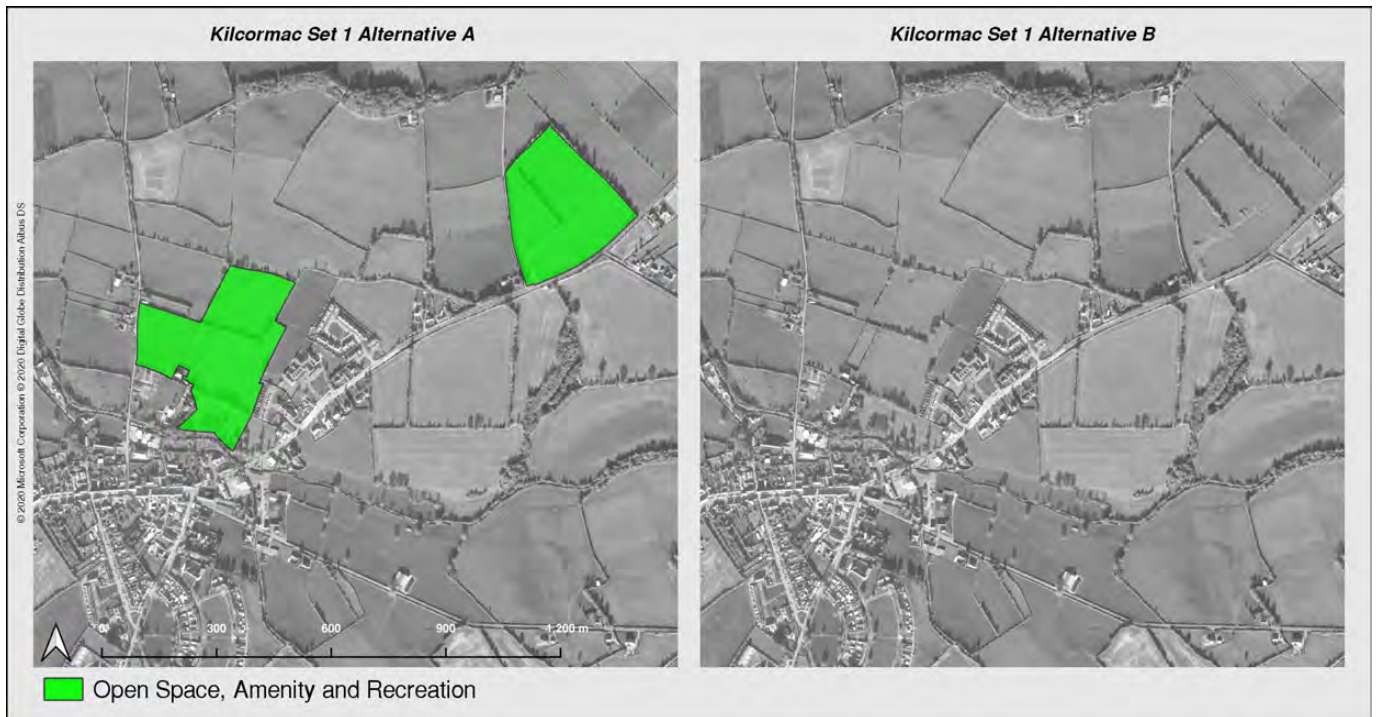 Kilcormac Set 1 Alternative A
Kilcormac Set 1 Alternative B
© 2020 Microsoft Corporation © 2020 Digital Globe Distribution Aibus DS
0 300 600 900 1,200 m
Open Space, Amenity and Recreation